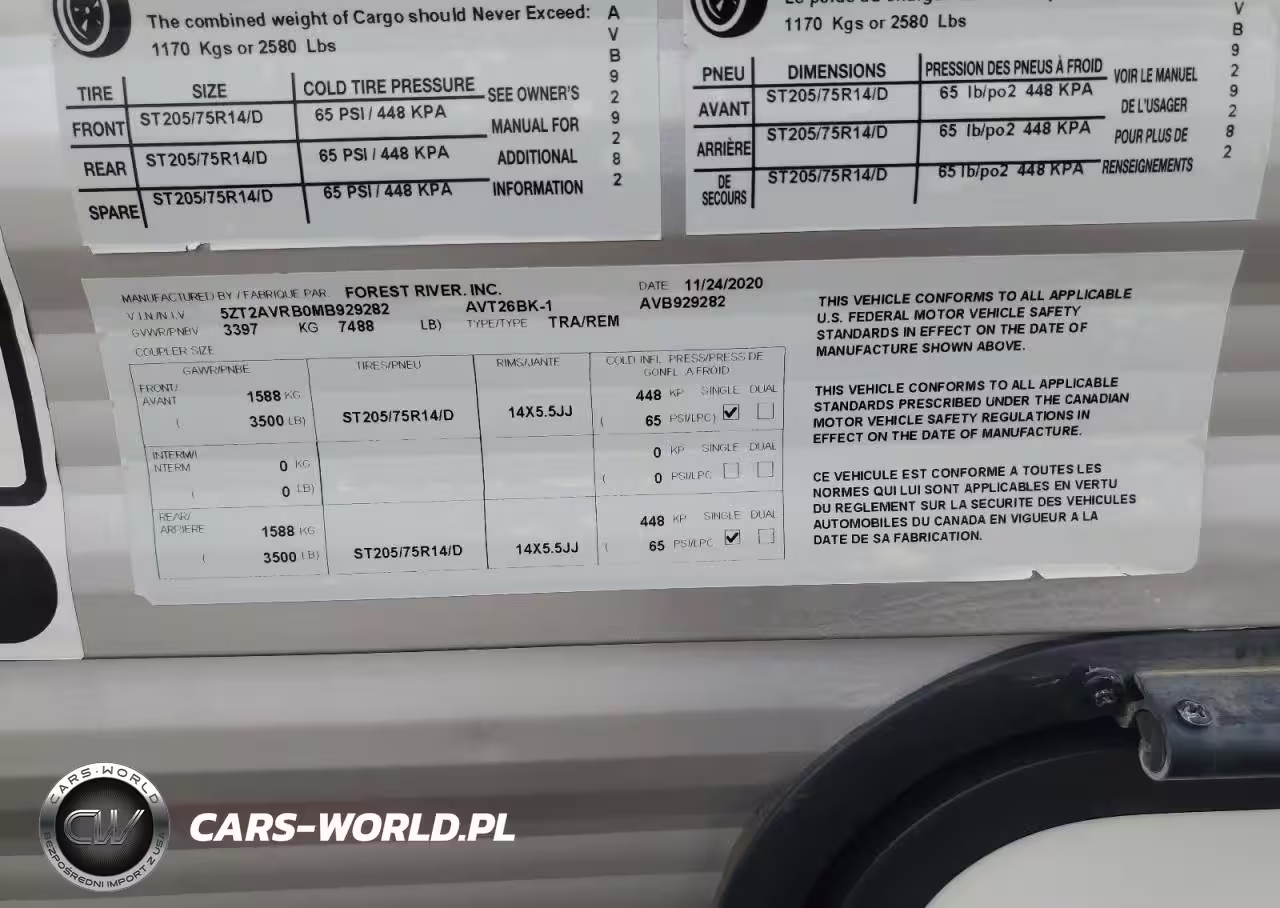 The combined weight of Cargo should Never Exceed:
1170 Kgs or 2580 Lbs
TIRE SIZE COLD TIRE PRESSURE SEE OWNER'S
FRONT ST205/75R14/D 65 PSI / 448 KPA MANUAL FOR
REAR ST205/75R14/D 65 PSI / 448 KPA ADDITIONAL
SPARE ST205/75R14/D 65 PSI / 448 KPA INFORMATION
A
V
B
9
2
9
2
8
2
1170 Kgs or 2580 Lbs
PNEU DIMENSIONS PRESSION DES PNEUS À FROID VOIR LE MANUEL
AVANT ST205/75R14/D 65 lb/po2 448 KPA DE L'USAGER
ARRIÈRE ST205/75R14/D 65 lb/po2 448 KPA POUR PLUS DE
DE SECOURS ST205/75R14/D 65 lb/po2 448 KPA RENSEIGNEMENTS
V
B
9
2
9
2
8
2
MANUFACTURED BY / FABRIQUE PAR FOREST RIVER. INC. DATE 11/24/2020
V.I.N./N.I.V 5ZT2AVRB0MB929282 AVT26BK-1 AVB929282
GVWR/PNBV 3397 KG 7488 LB) TYPE/TYPE TRA/REM
COUPLER SIZE
GAWR/PNBE TIRES/PNEU RIMS/JANTE COLD INFL. PRESS/PRESS DE
GONFL. A FROID
FRONT/ AVANT 1588 KG ST205/75R14/D 14X5.5JJ 448 KP SINGLE DUAL
( 3500 LB) ( 65 PSI/LPC) ✓
INTERM/I NTERM 0 KG 0 KP SINGLE DUAL
( 0 LB) ( 0 PSI/LPC
REAR/ ARPIERE 1588 KG 448 KP SINGLE DUAL
( 3500 LB) ST205/75R14/D 14X5.5JJ ( 65 PSI/LPC ✓
THIS VEHICLE CONFORMS TO ALL APPLICABLE
U.S. FEDERAL MOTOR VEHICLE SAFETY
STANDARDS IN EFFECT ON THE DATE OF
MANUFACTURE SHOWN ABOVE.
THIS VEHICLE CONFORMS TO ALL APPLICABLE
STANDARDS PRESCRIBED UNDER THE CANADIAN
MOTOR VEHICLE SAFETY REGULATIONS IN
EFFECT ON THE DATE OF MANUFACTURE.
CE VEHICULE EST CONFORME A TOUTES LES
NORMES QUI LUI SONT APPLICABLES EN VERTU
DU REGLEMENT SUR LA SECURITE DES VEHICULES
AUTOMOBILES DU CANADA EN VIGUEUR A LA
DATE DE SA FABRICATION.
CARS-WORLD
CW
BEZPOŚREDNI IMPORT Z USA
CARS-WORLD.PL